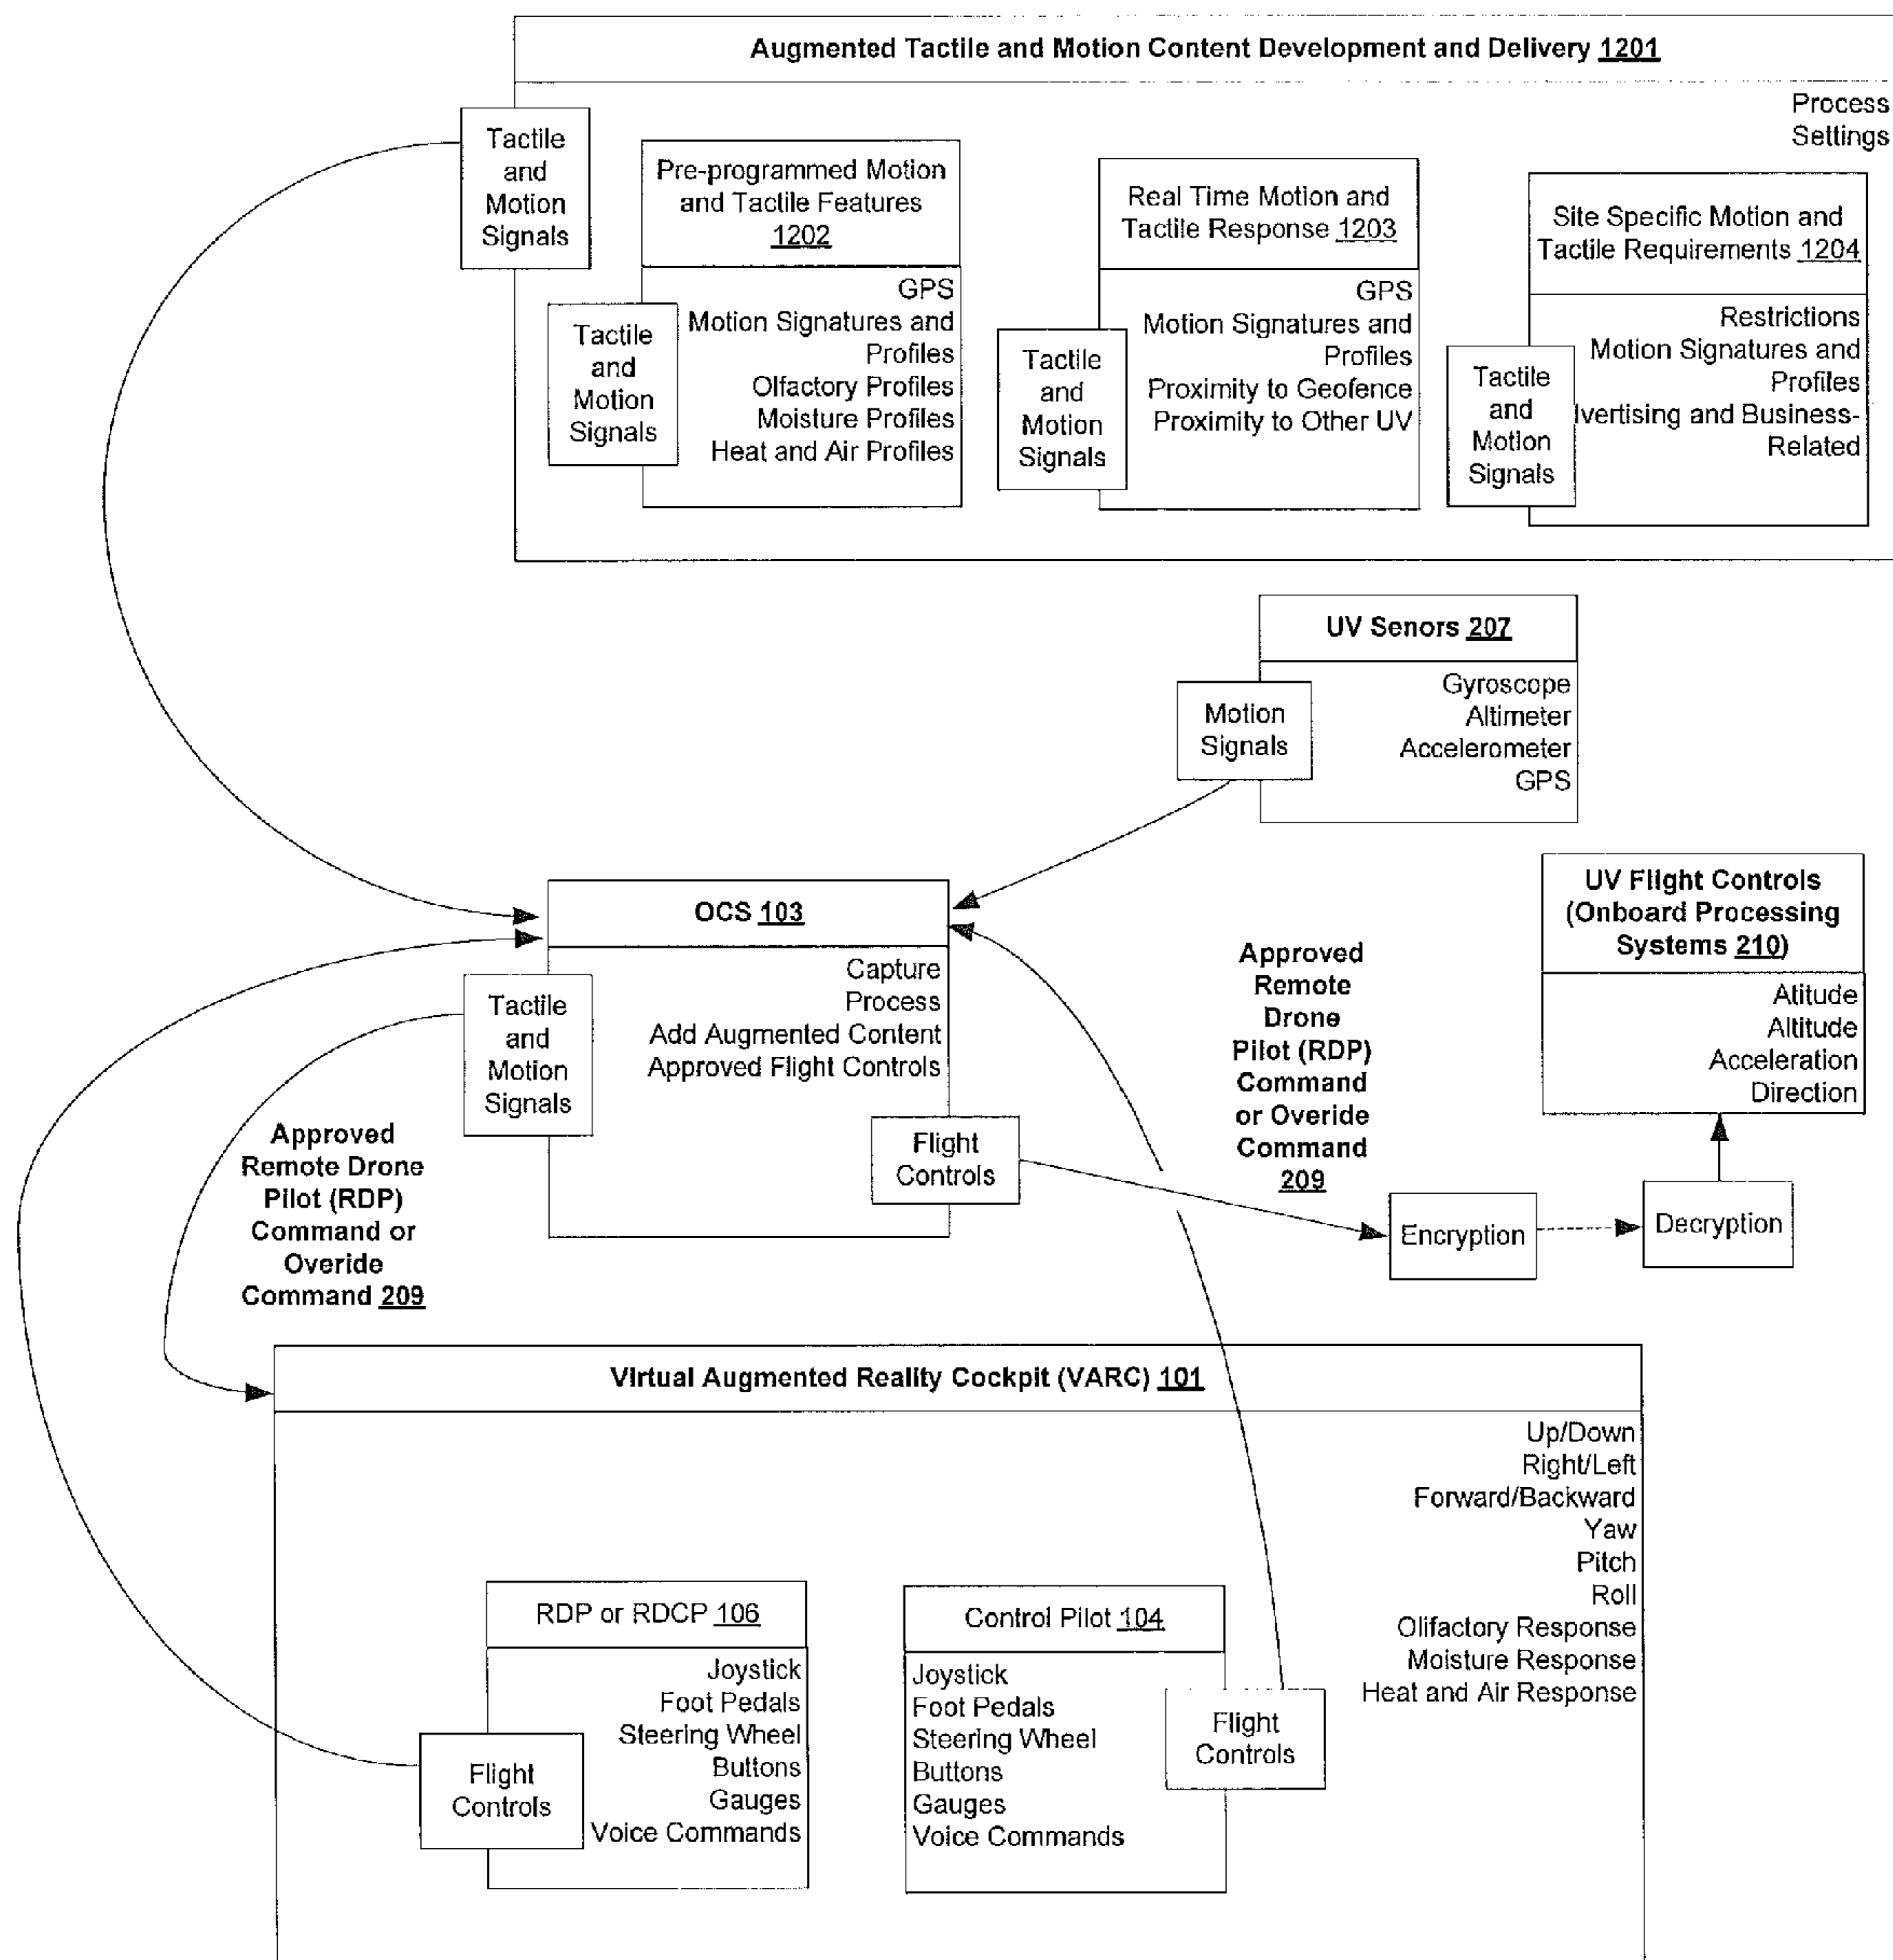 Augmented Tactile and Motion Content Development and Delivery 1201
Process
Settings
Tactile
and
Motion
Signals
Pre-programmed Motion
and Tactile Features
1202
GPS
Motion Signatures and
Profiles
Olfactory Profiles
Moisture Profiles
Heat and Air Profiles
Tactile
and
Motion
Signals
Real Time Motion and
Tactile Response 1203
GPS
Motion Signatures and
Profiles
Proximity to Geofence
Proximity to Other UV
Tactile
and
Motion
Signals
Site Specific Motion and
Tactile Requirements 1204
Restrictions
Motion Signatures and
Profiles
lvertising and Business-
Related
Tactile
and
Motion
Signals
UV Senors 207
Gyroscope
Altimeter
Accelerometer
GPS
Motion
Signals
OCS 103
Capture
Process
Add Augmented Content
Approved Flight Controls
Tactile
and
Motion
Signals
Flight
Controls
Approved
Remote
Drone
Pilot (RDP)
Command
or Overide
Command
209
UV Flight Controls
(Onboard Processing
Systems 210)
Atitude
Altitude
Acceleration
Direction
Encryption
Decryption
Approved
Remote Drone
Pilot (RDP)
Command or
Overide
Command 209
Virtual Augmented Reality Cockpit (VARC) 101
Up/Down
Right/Left
Forward/Backward
Yaw
Pitch
Roll
Olifactory Response
Moisture Response
Heat and Air Response
RDP or RDCP 106
Joystick
Foot Pedals
Steering Wheel
Buttons
Gauges
Voice Commands
Flight
Controls
Control Pilot 104
Joystick
Foot Pedals
Steering Wheel
Buttons
Gauges
Voice Commands
Flight
Controls